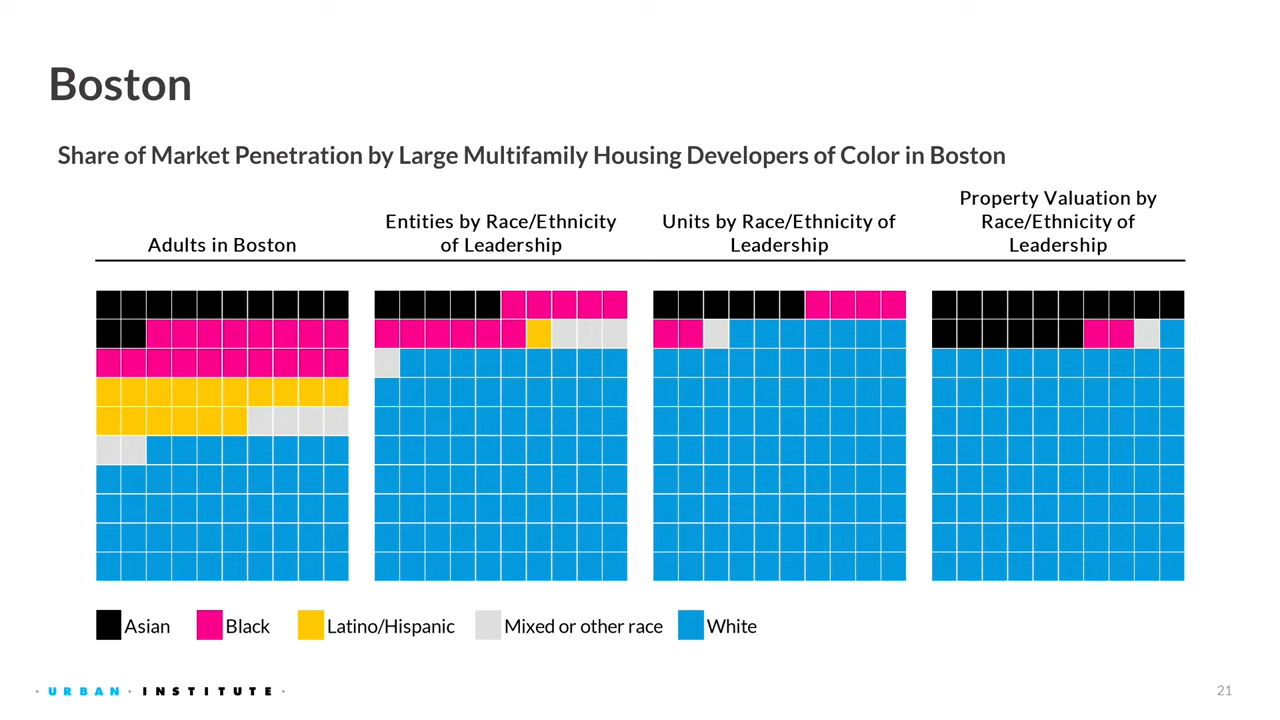 Boston
Share of Market Penetration by Large Multifamily Housing Developers of Color in Boston
Adults in Boston
Entities by Race/Ethnicity
of Leadership
Units by Race/Ethnicity of
Leadership
Property Valuation by
Race/Ethnicity of
Leadership
Asian
Black
Latino/Hispanic
Mixed or other race
White
· URBAN · INSTITUTE ·
21